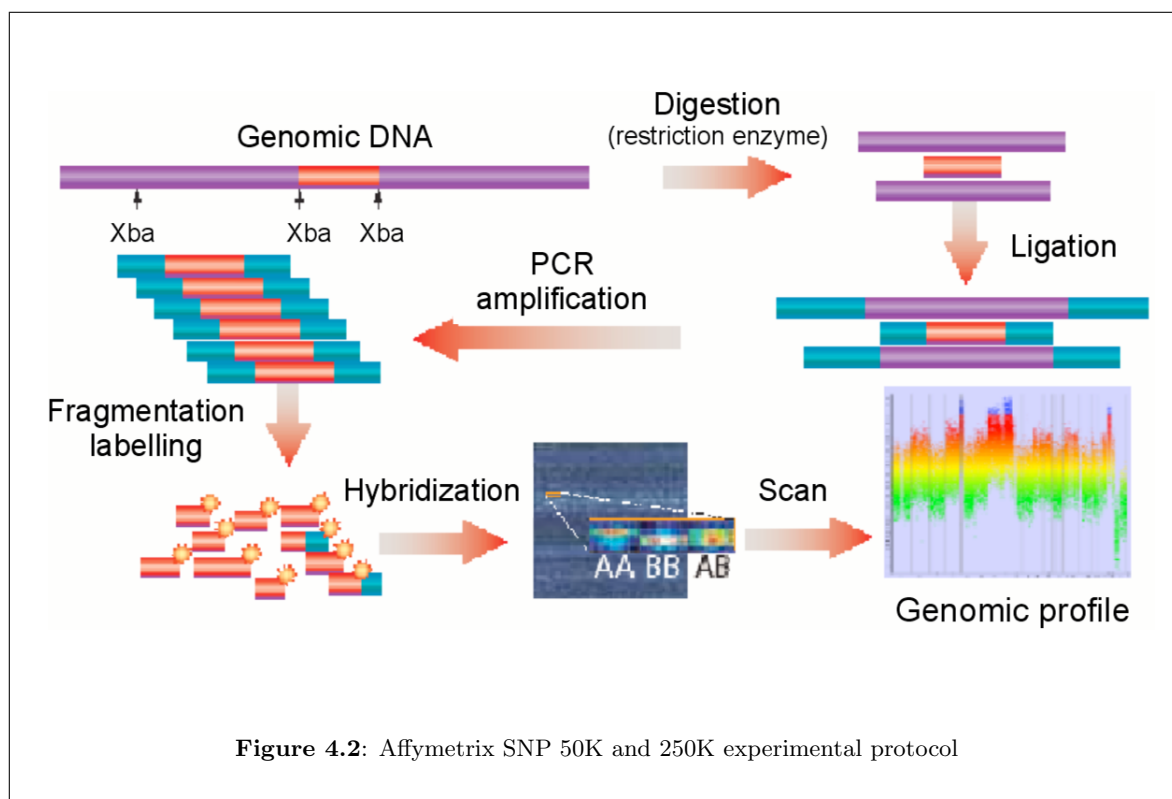 Genomic DNA
Xba
Xba
Xba
Digestion
(restriction enzyme)
Ligation
PCR
amplification
Fragmentation
labelling
Hybridization
AA
BB
AB
Scan
Genomic profile
Figure 4.2: Affymetrix SNP 50K and 250K experimental protocol